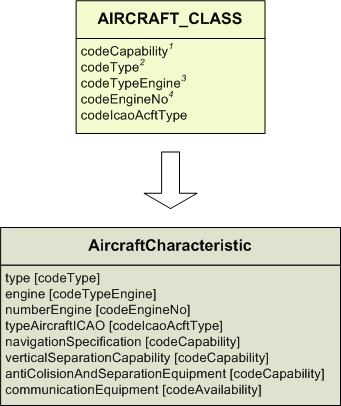 AIRCRAFT_CLASS
codeCapability¹
codeType²
codeTypeEngine³
codeEngineNo⁴
codeIcaoAcftType
AircraftCharacteristic
type [codeType]
engine [codeTypeEngine]
numberEngine [codeEngineNo]
typeAircraftICAO [codeIcaoAcftType]
navigationSpecification [codeCapability]
verticalSeparationCapability [codeCapability]
antiColisionAndSeparationEquipment [codeCapability]
communicationEquipment [codeAvailability]